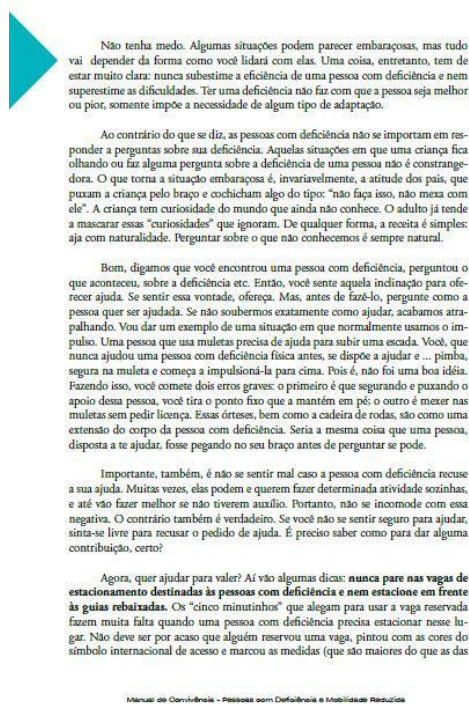 Não tenha medo. Algumas situações podem parecer embaraçosas, mas tudo
vai depender da forma como você lidará com elas. Uma coisa, entretanto, tem de
estar muito clara: nunca subestime a eficiência de uma pessoa com deficiência e nem
superestime as dificuldades. Ter uma deficiência não faz com que a pessoa seja melhor
ou pior, somente impõe a necessidade de algum tipo de adaptação.
Ao contrário do que se diz, as pessoas com deficiência não se importam em res-
ponder a perguntas sobre sua deficiência. Aquelas situações em que uma criança fica
olhando ou faz alguma pergunta sobre a deficiência de uma pessoa não é constrange-
dora. O que torna a situação embaraçosa é, invariavelmente, a atitude dos pais, que
puxam a criança pelo braço e cochicham algo do tipo: "não faça isso, não mexa com
ele". A criança tem curiosidade do mundo que ainda não conhece. O adulto já tende
a mascarar essas "curiosidades" que ignoram. De qualquer forma, a receita é simples:
aja com naturalidade. Perguntar sobre o que não conhecemos é sempre natural.
Bom, digamos que você encontrou uma pessoa com deficiência, perguntou o
que aconteceu, sobre a deficiência etc. Então, você sente aquela inclinação para ofe-
recer ajuda. Se sentir essa vontade, ofereça. Mas, antes de fazê-lo, pergunte como a
pessoa quer ser ajudada. Se não soubermos exatamente como ajudar, acabamos atra-
palhando. Vou dar um exemplo de uma situação em que normalmente usamos o im-
pulso. Uma pessoa que usa muletas precisa de ajuda para subir uma escada. Você, que
nunca ajudou uma pessoa com deficiência física antes, se dispõe a ajudar e ... pimba,
segura na muleta e começa a impulsioná-la para cima. Pois é, não foi uma boa idéia.
Fazendo isso, você comete dois erros graves: o primeiro é que segurando e puxando o
apoio dessa pessoa, você tira o ponto fixo que a mantém em pé; o outro é mexer nas
muletas sem pedir licença. Essas órteses, bem como a cadeira de rodas, são como uma
extensão do corpo da pessoa com deficiência. Seria a mesma coisa que uma pessoa,
disposta a te ajudar, fosse pegando no seu braço antes de perguntar se pode.
Importante, também, é não se sentir mal caso a pessoa com deficiência recuse
a sua ajuda. Muitas vezes, elas podem e querem fazer determinada atividade sozinhas,
e até vão fazer melhor se não tiverem auxílio. Portanto, não se incomode com essa
negativa. O contrário também é verdadeiro. Se você não se sentir seguro para ajudar,
sinta-se livre para recusar o pedido de ajuda. É preciso saber como para dar alguma
contribuição, certo?
Agora, quer ajudar para valer? Aí vão algumas dicas: nunca pare nas vagas de
estacionamento destinadas às pessoas com deficiência e nem estacione em frente
às guias rebaixadas. Os "cinco minutinhos" que alegam para usar a vaga reservada
fazem muita falta quando uma pessoa com deficiência precisa estacionar nesse lu-
gar. Não deve ser por acaso que alguém reservou uma vaga, pintou com as cores do
símbolo internacional de acesso e marcou as medidas (que são maiores do que as das
Manual de Convivência - Pessoas com Deficiência e Mobilidade Reduzida